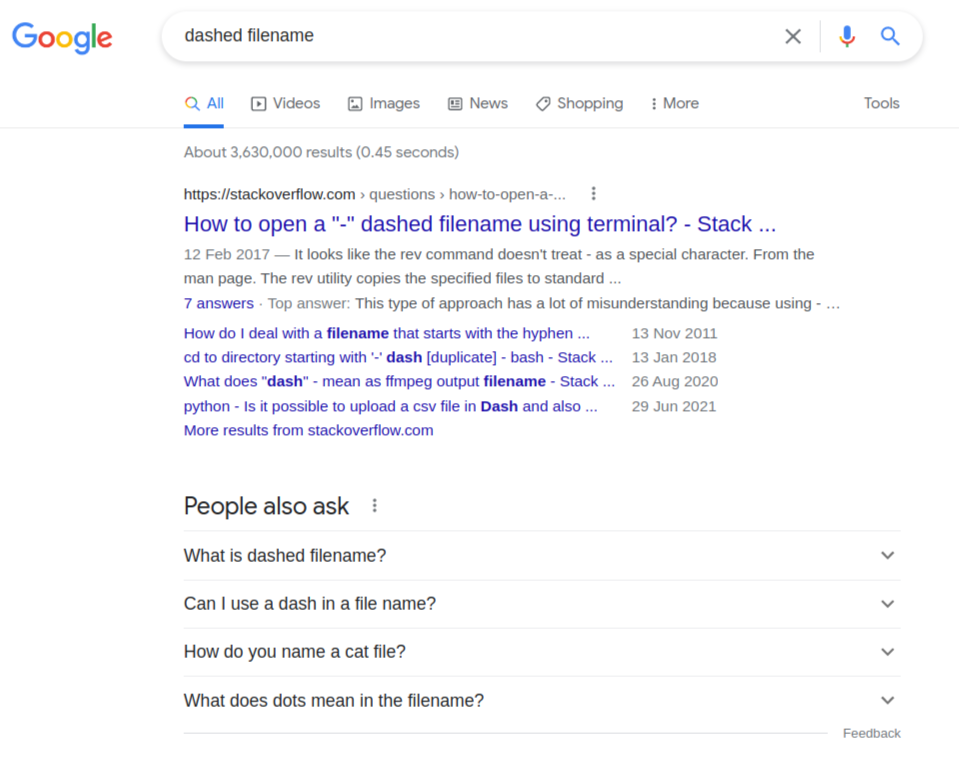 Google
dashed filename
All Videos Images News Shopping More Tools
About 3,630,000 results (0.45 seconds)
https://stackoverflow.com › questions › how-to-open-a-...
How to open a "-" dashed filename using terminal? - Stack ...
12 Feb 2017 — It looks like the rev command doesn't treat - as a special character. From the
man page. The rev utility copies the specified files to standard ...
7 answers · Top answer: This type of approach has a lot of misunderstanding because using - ...
How do I deal with a filename that starts with the hyphen ... 13 Nov 2011
cd to directory starting with '-' dash [duplicate] - bash - Stack ... 13 Jan 2018
What does "dash" - mean as ffmpeg output filename - Stack ... 26 Aug 2020
python - Is it possible to upload a csv file in Dash and also ... 29 Jun 2021
More results from stackoverflow.com
People also ask
What is dashed filename?
Can I use a dash in a file name?
How do you name a cat file?
What does dots mean in the filename?
Feedback